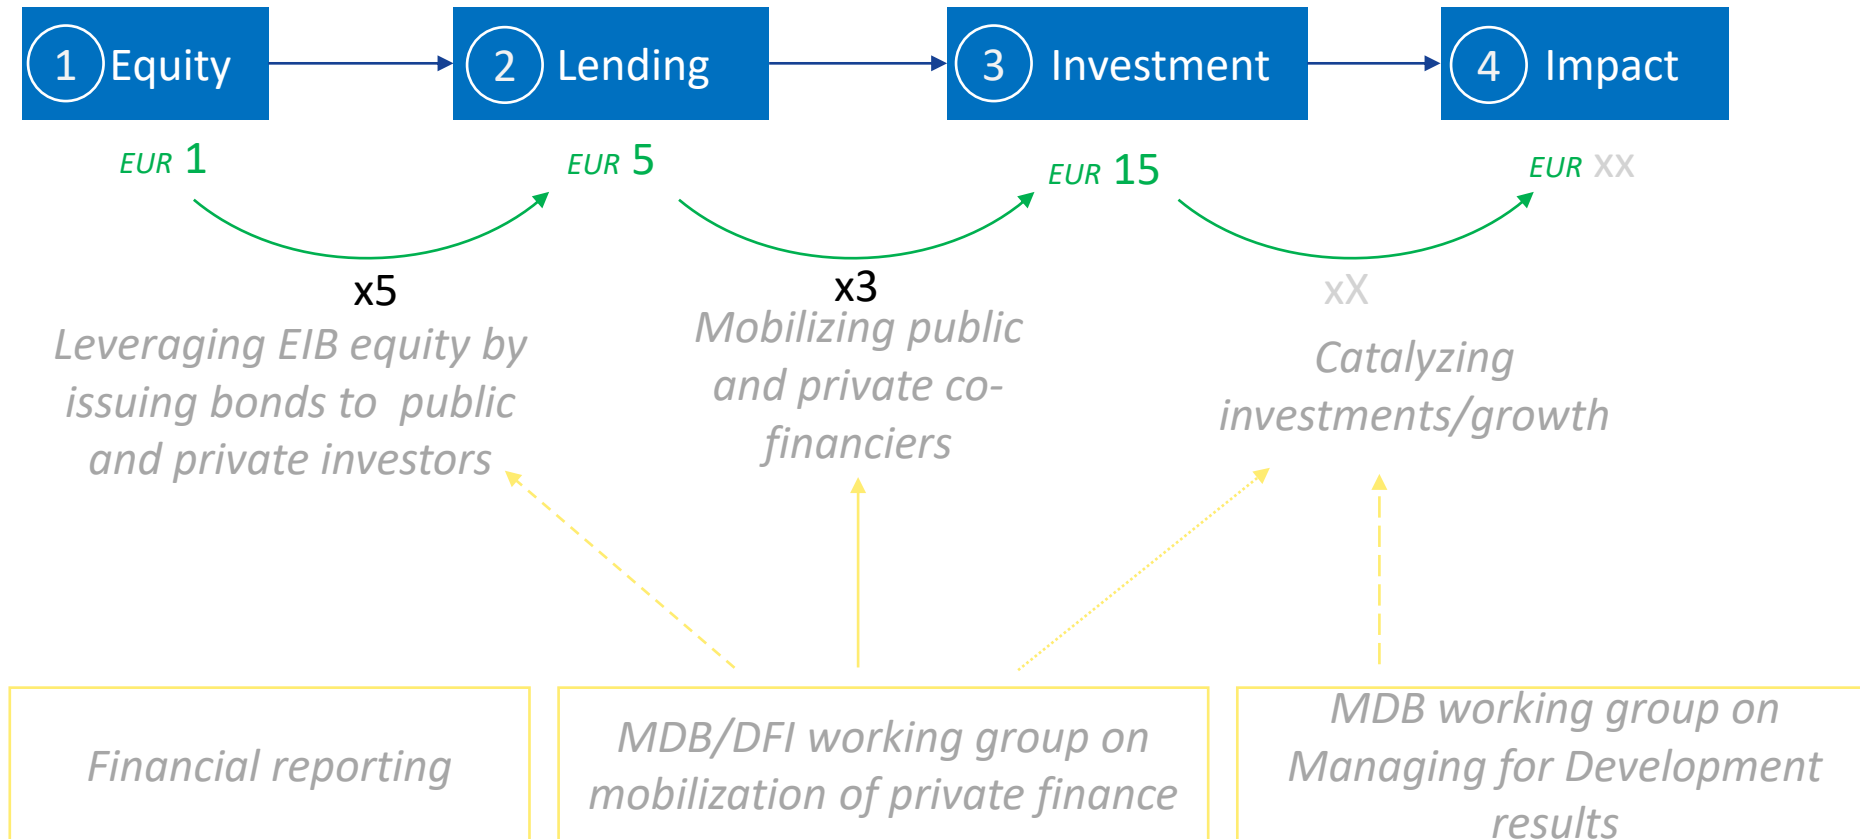 1 Equity
2 Lending
3 Investment
4 Impact
EUR 1
EUR 5
EUR 15
EUR xx
x5
x3
xX
Leveraging EIB equity by
issuing bonds to public
and private investors
Mobilizing public
and private co-
financiers
Catalyzing
investments/growth
Financial reporting
MDB/DFI working group on
mobilization of private finance
MDB working group on
Managing for Development
results